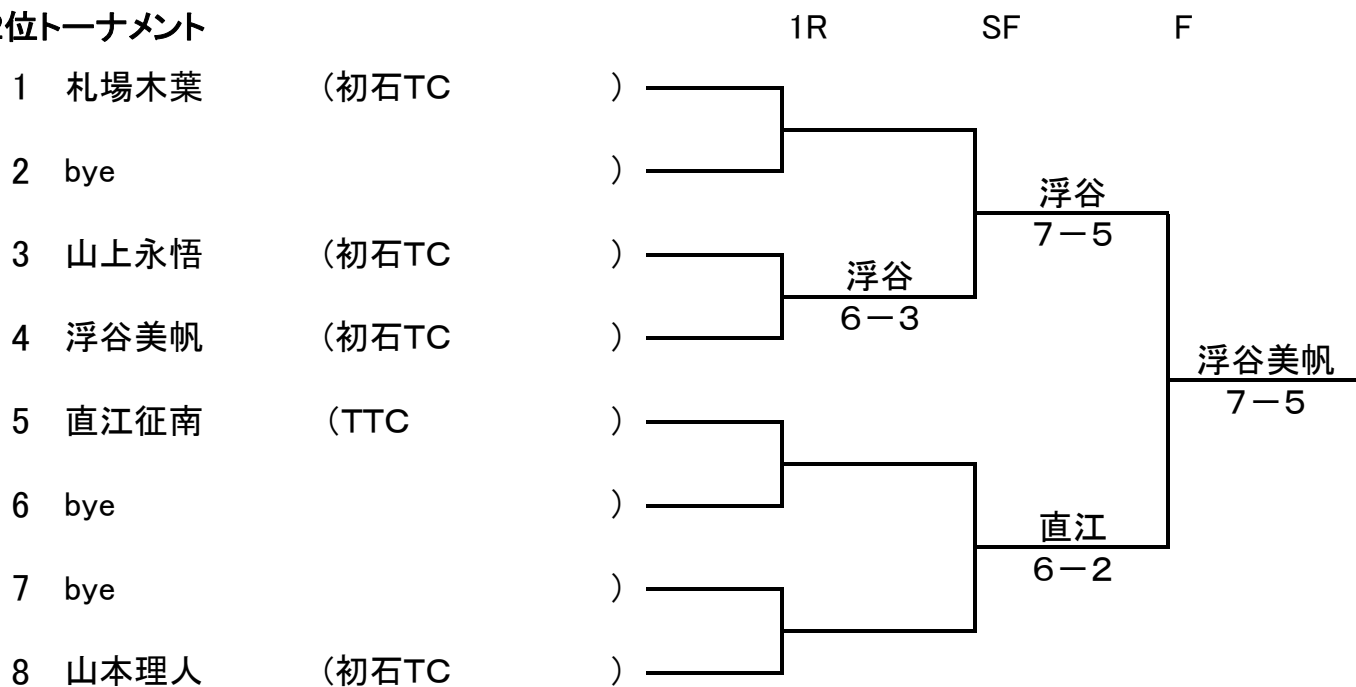 2位トーナメント 1R SF F
1 札場木葉 (初石TC )
2 bye )
浮谷
7-5
3 山上永悟 (初石TC )
浮谷
6-3
4 浮谷美帆 (初石TC )
浮谷美帆
7-5
5 直江征南 (TTC )
6 bye )
直江
6-2
7 bye )
8 山本理人 (初石TC )